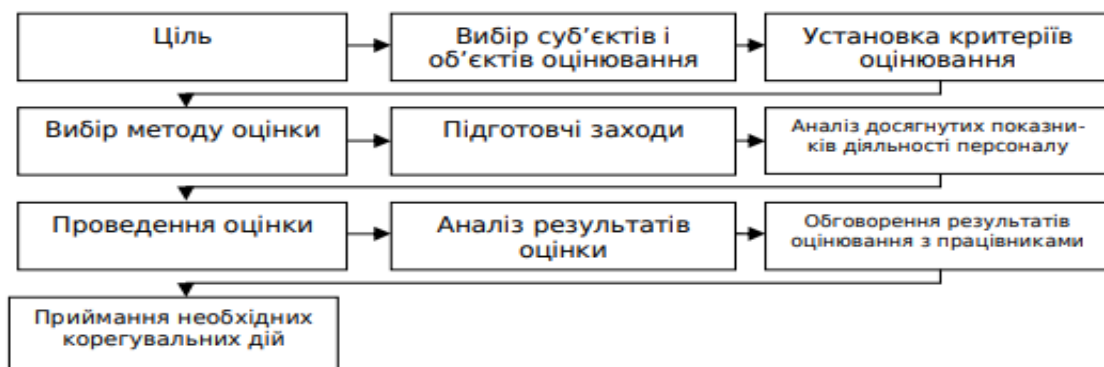 Ціль
Вибір суб’єктів і
об’єктів оцінювання
Установка критеріїв
оцінювання
Вибір методу оцінки
Підготовчі заходи
Аналіз досягнутих показни-
ків діяльності персоналу
Проведення оцінки
Аналіз результатів
оцінки
Обговорення результатів
оцінювання з працівниками
Приймання необхідних
корегувальних дій